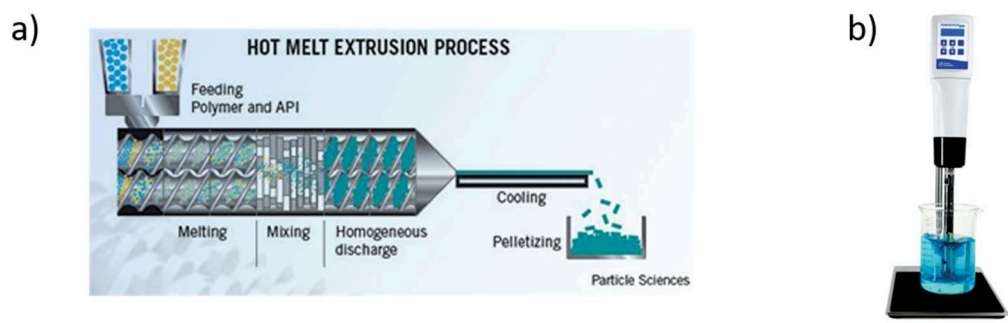 a)
HOT MELT EXTRUSION PROCESS
Feeding
Polymer and API
Melting
Mixing
Homogeneous
discharge
Cooling
Pelletizing
Particle Sciences
b)